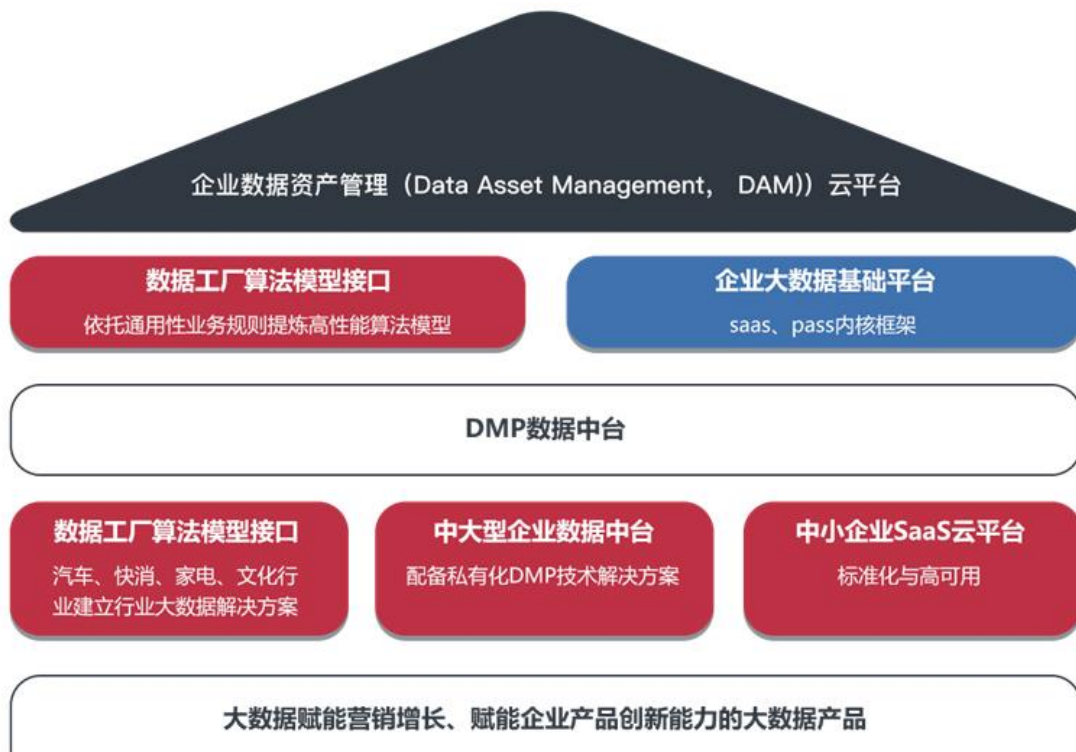 企业数据资产管理（Data Asset Management， DAM)）云平台
数据工厂算法模型接口
依托通用性业务规则提炼高性能算法模型
企业大数据基础平台
saas、pass内核框架
DMP数据中台
数据工厂算法模型接口
汽车、快消、家电、文化行
业建立行业大数据解决方案
中大型企业数据中台
配备私有化DMP技术解决方案
中小企业SaaS云平台
标准化与高可用
大数据赋能营销增长、赋能企业产品创新能力的大数据产品